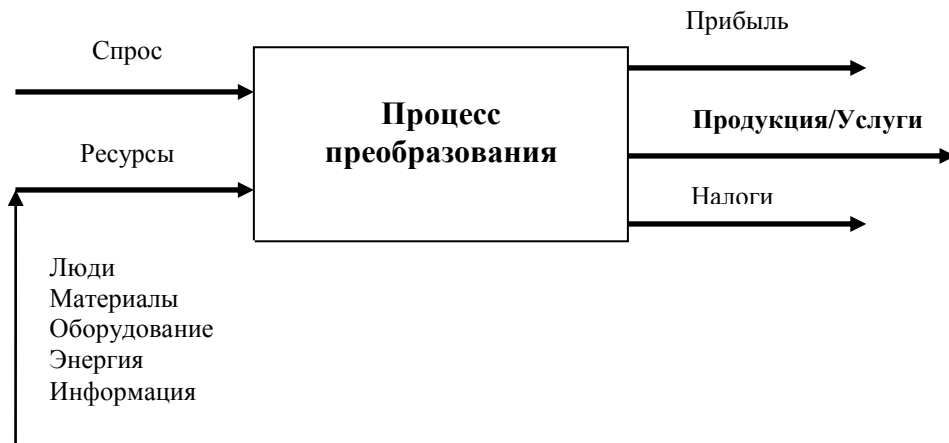 Прибыль
Спрос
Процесс
преобразования
Продукция/Услуги
Ресурсы
Налоги
Люди
Материалы
Оборудование
Энергия
Информация